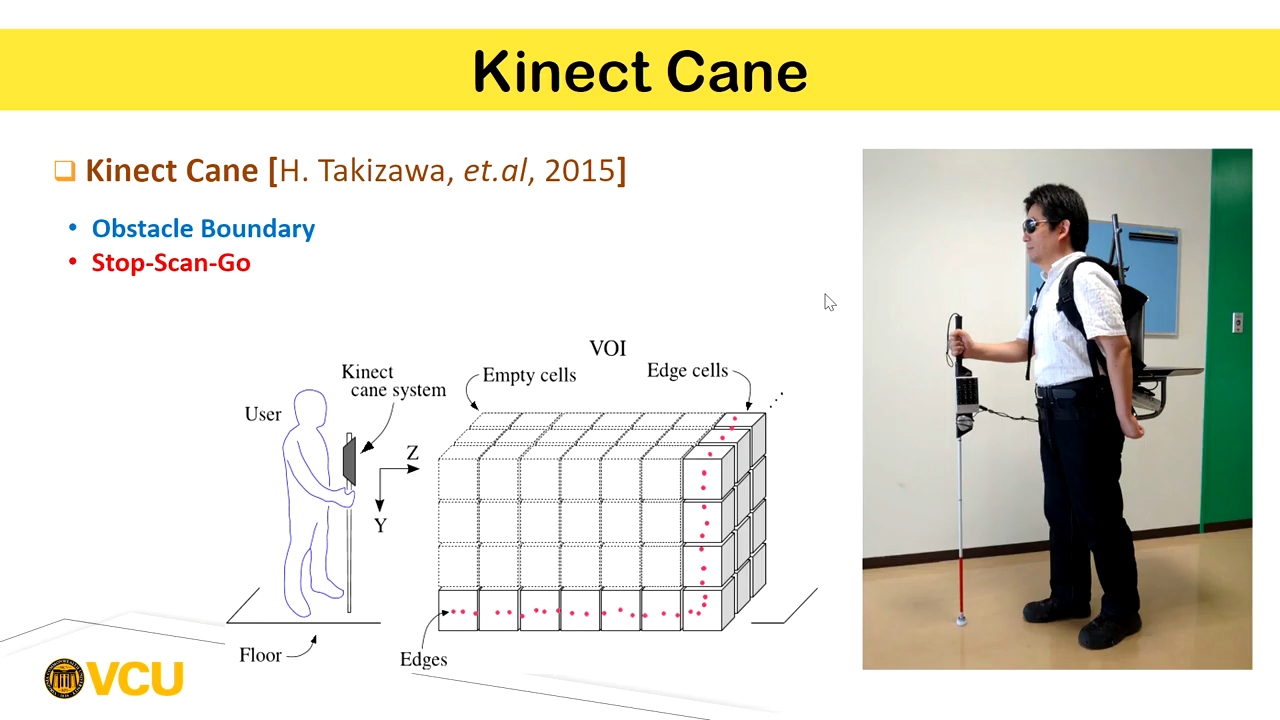 Kinect Cane
Kinect Cane [H. Takizawa, et.al, 2015]
• Obstacle Boundary
• Stop-Scan-Go
VOI
Kinect
cane system
Empty cells
Edge cells
User
Z
Y
Floor
Edges
VCU